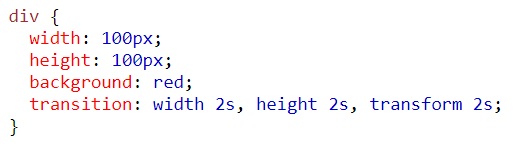 div {
  width: 100px;
  height: 100px;
  background: red;
  transition: width 2s, height 2s, transform 2s;
}